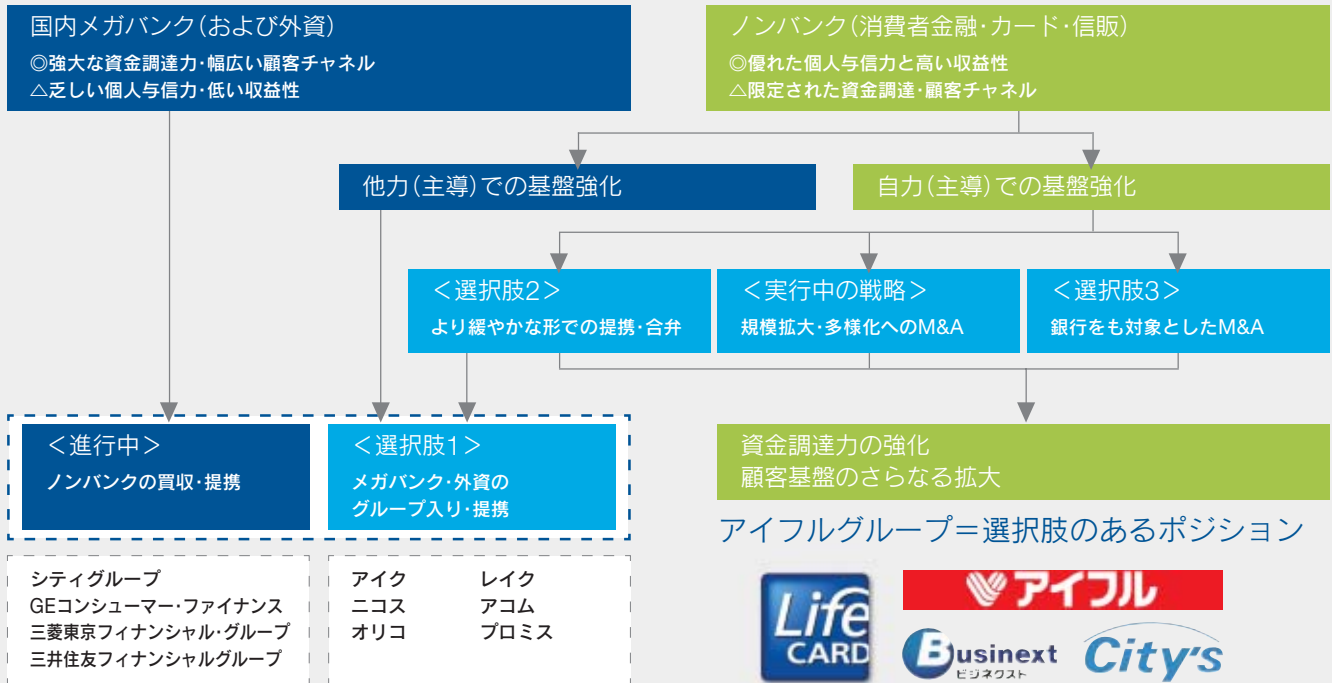 国内メガバンク(および外資)
◎強大な資金調達力・幅広い顧客チャネル
△乏しい個人与信力・低い収益性
ノンバンク(消費者金融・カード・信販)
◎優れた個人与信力と高い収益性
△限定された資金調達・顧客チャネル
他力(主導)での基盤強化
自力(主導)での基盤強化
<選択肢2>
より緩やかな形での提携・合弁
<実行中の戦略>
規模拡大・多様化へのM&A
<選択肢3>
銀行をも対象としたM&A
<進行中>
ノンバンクの買収・提携
<選択肢1>
メガバンク・外資の
グループ入り・提携
資金調達力の強化
顧客基盤のさらなる拡大
アイフルグループ=選択肢のあるポジション
シティグループ
GEコンシューマー・ファイナンス
三菱東京フィナンシャル・グループ
三井住友フィナンシャルグループ
アイク レイク
ニコス アコム
オリコ プロミス
Life
CARD
アイフル
Businext
ビジネクスト
City's